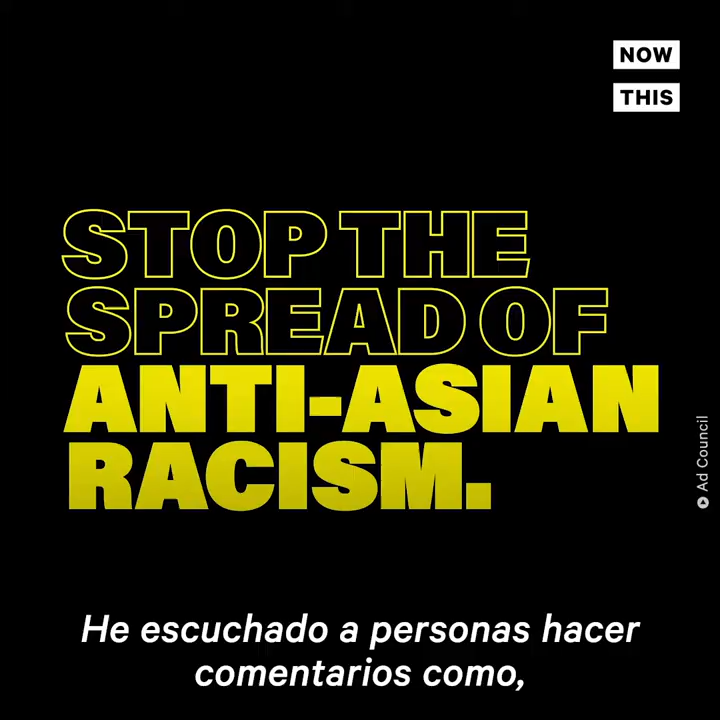 NOW
THIS
STOP THE
SPREAD OF
ANTI-ASIAN
RACISM.
Ad Council
He escuchado a personas hacer
comentarios como,